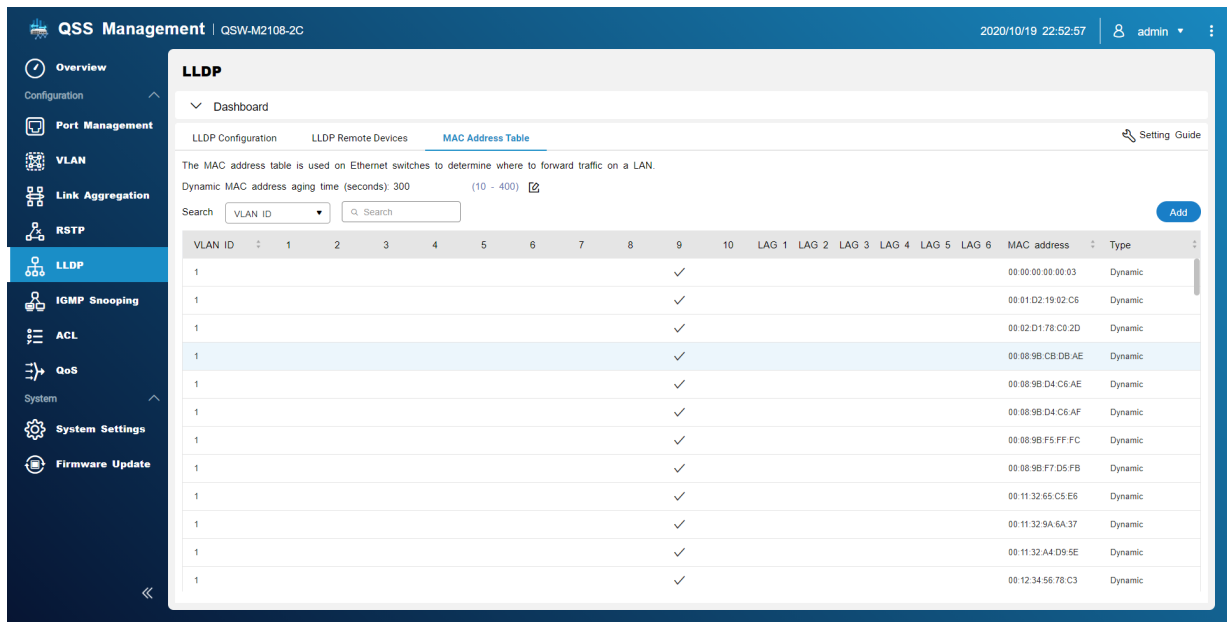 QSS Management | QSW-M2108-2C
2020/10/19 22:52:57
admin
Overview
Configuration
Port Management
VLAN
Link Aggregation
RSTP
LLDP
IGMP Snooping
ACL
QoS
System
System Settings
Firmware Update
LLDP
Dashboard
LLDP Configuration LLDP Remote Devices MAC Address Table
Setting Guide
The MAC address table is used on Ethernet switches to determine where to forward traffic on a LAN.
Dynamic MAC address aging time (seconds): 300 (10 - 400)
Search VLAN ID Search
Add
VLAN ID 1 2 3 4 5 6 7 8 9 10 LAG 1 LAG 2 LAG 3 LAG 4 LAG 5 LAG 6 MAC address Type
1 00:00:00:00:00:03 Dynamic
1 00:01:D2:19:02:C6 Dynamic
1 00:02:D1:78:C0:2D Dynamic
1 00:08:9B:CB:DB:AE Dynamic
1 00:08:9B:D4:C6:AE Dynamic
1 00:08:9B:D4:C6:AF Dynamic
1 00:08:9B:F5:FF:FC Dynamic
1 00:08:9B:F7:D5:FB Dynamic
1 00:11:32:65:C5:E6 Dynamic
1 00:11:32:9A:6A:37 Dynamic
1 00:11:32:A4:D9:5E Dynamic
1 00:12:34:56:78:C3 Dynamic